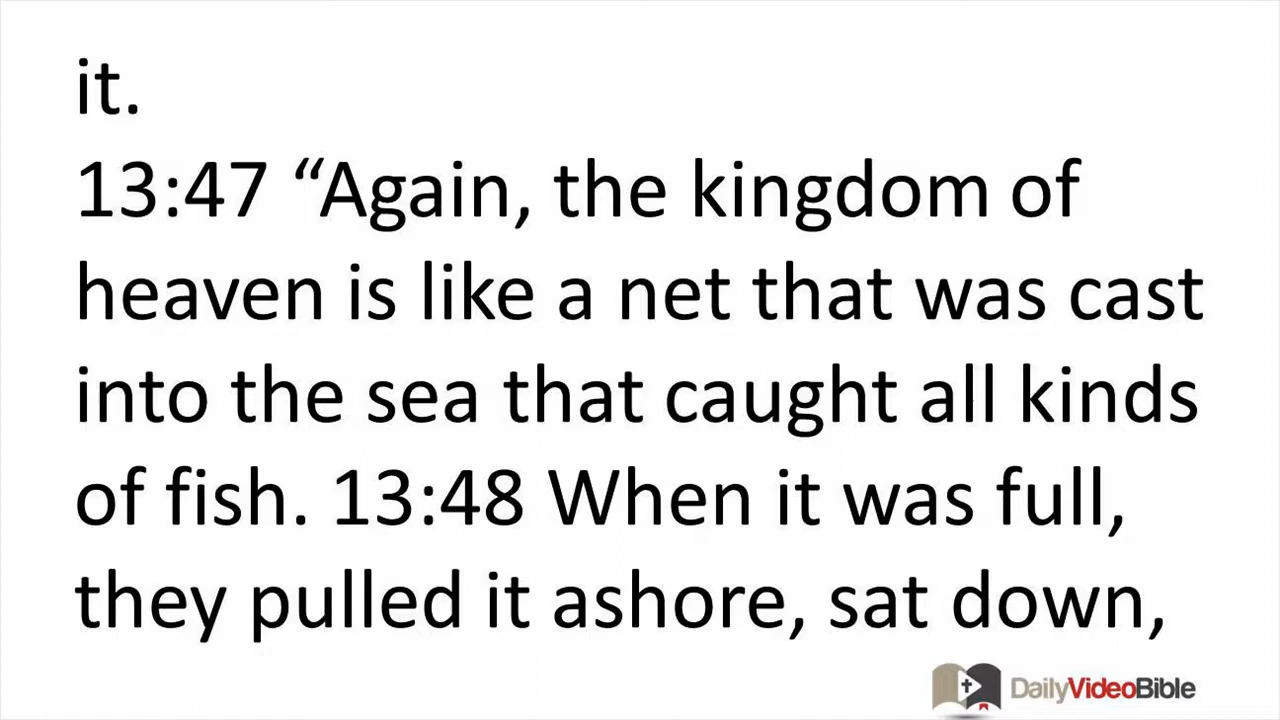 it.
13:47 “Again, the kingdom of
heaven is like a net that was cast
into the sea that caught all kinds
of fish. 13:48 When it was full,
they pulled it ashore, sat down,
DailyVideoBible